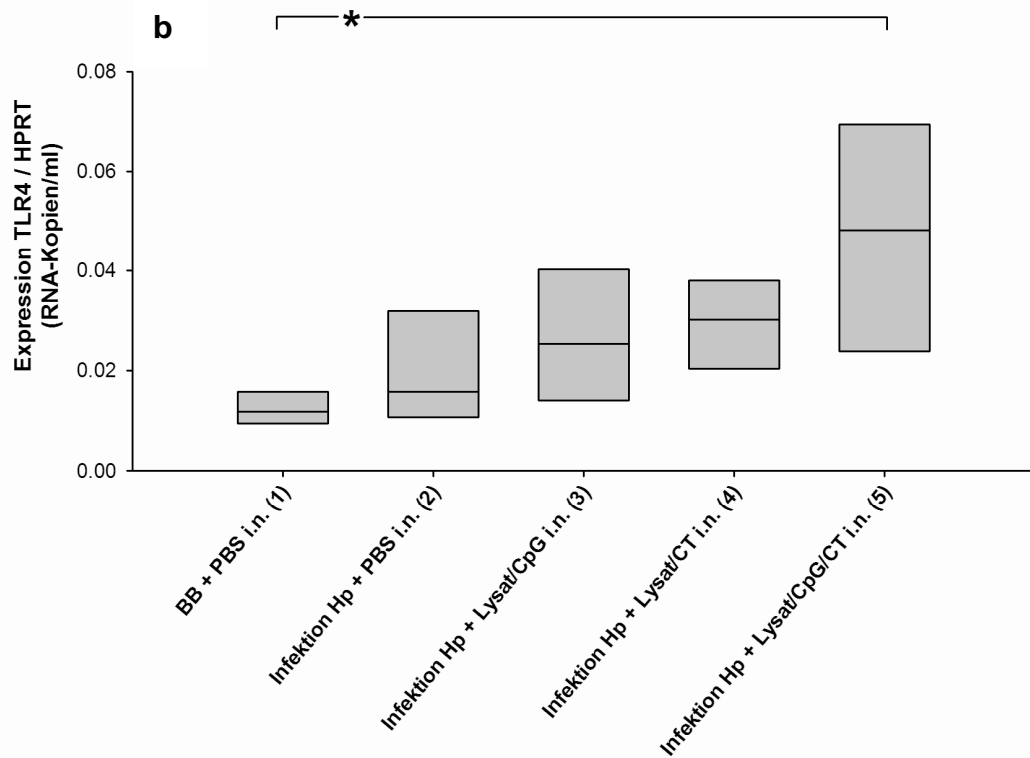 b
*
Expression TLR4 / HPRT
(RNA-Kopien/ml)
0.08
0.06
0.04
0.02
0.00
BB + PBS i.n. (1)
Infektion Hp + PBS i.n. (2)
Infektion Hp + Lysat/CpG i.n. (3)
Infektion Hp + Lysat/CT i.n. (4)
Infektion Hp + Lysat/CpG/CT i.n. (5)